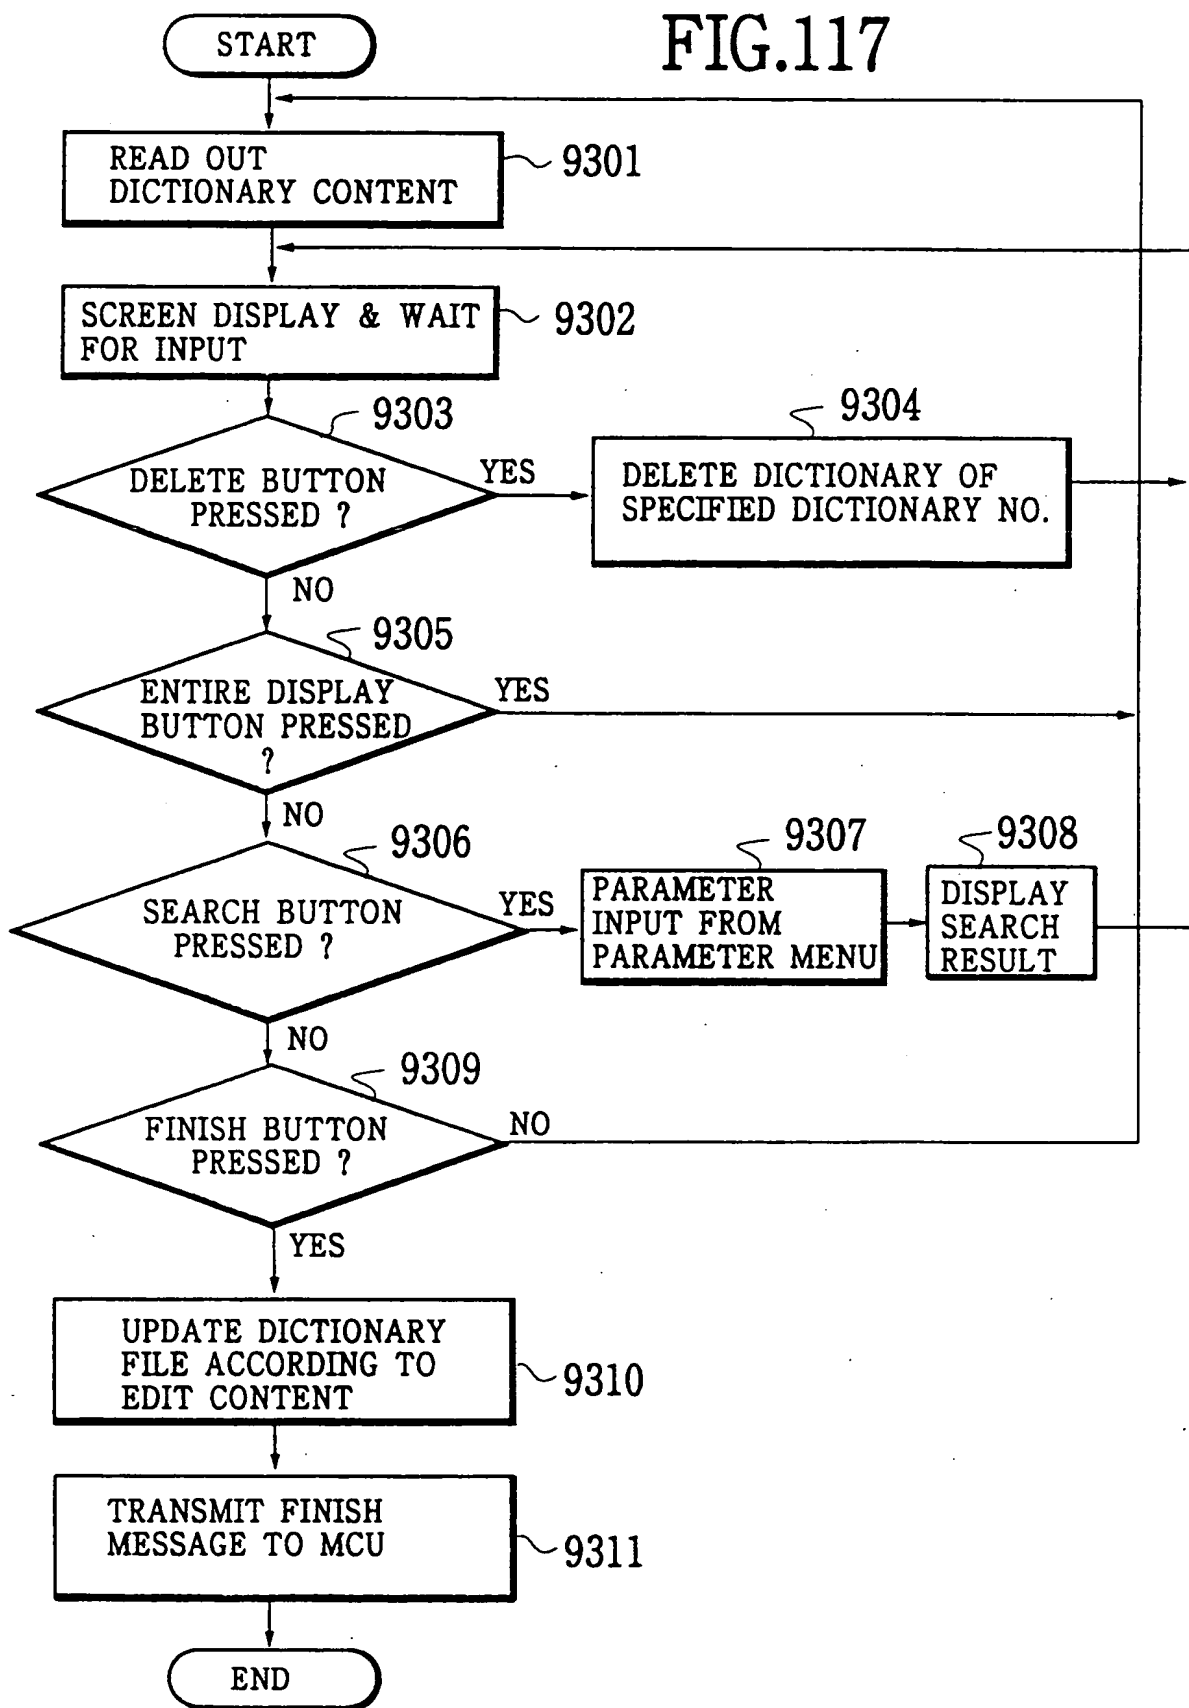 START
FIG.117
READ OUT
DICTIONARY CONTENT
9301
SCREEN DISPLAY & WAIT
FOR INPUT
9302
9303
DELETE BUTTON
PRESSED ?
YES
9304
DELETE DICTIONARY OF
SPECIFIED DICTIONARY NO.
NO
9305
ENTIRE DISPLAY
BUTTON PRESSED
?
YES
NO
9306
SEARCH BUTTON
PRESSED ?
YES
9307
PARAMETER
INPUT FROM
PARAMETER MENU
9308
DISPLAY
SEARCH
RESULT
NO
9309
FINISH BUTTON
PRESSED ?
NO
YES
UPDATE DICTIONARY
FILE ACCORDING TO
EDIT CONTENT
9310
TRANSMIT FINISH
MESSAGE TO MCU
9311
END